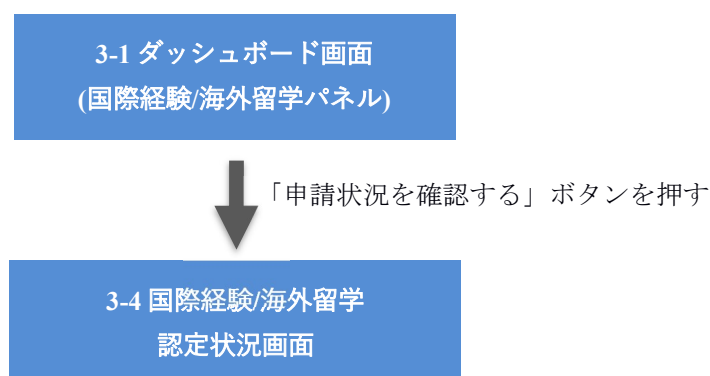 3-1 ダッシュボード画面
(国際経験/海外留学パネル)
「申請状況を確認する」ボタンを押す
3-4 国際経験/海外留学
認定状況画面